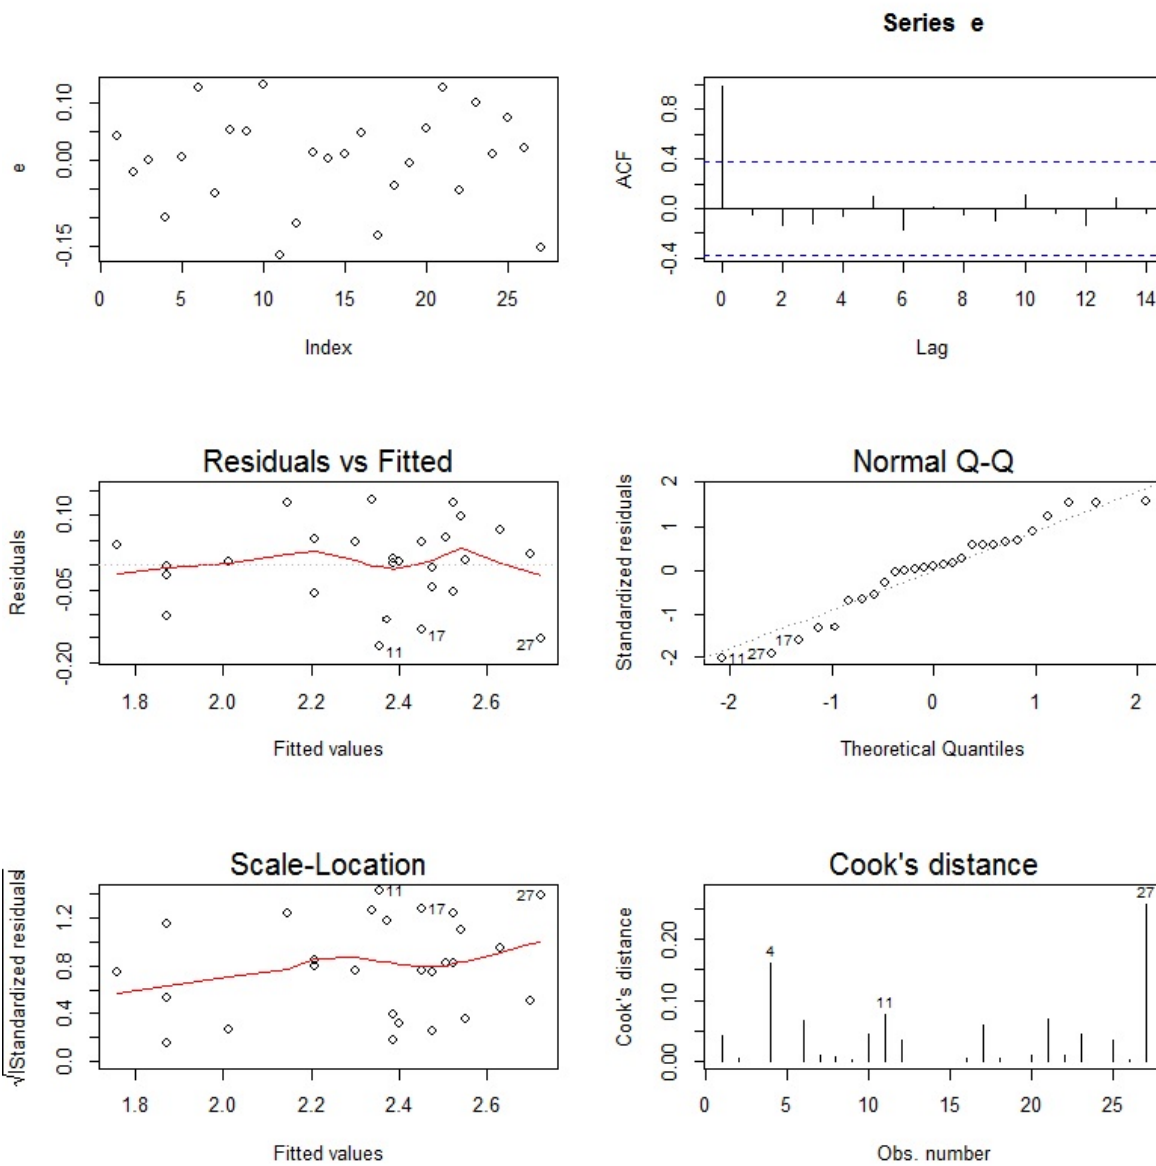 Series e
e
0.10
0.00
-0.15
0 5 10 15 20 25
Index
ACF
0.8
0.4
0.0
-0.4
0 2 4 6 8 10 12 14
Lag
Residuals vs Fitted
Residuals
0.10
-0.05
-0.20
11
17
27
1.8 2.0 2.2 2.4 2.6
Fitted values
Normal Q-Q
Standardized residuals
2
1
0
-1
-2
11
27
17
-2 -1 0 1 2
Theoretical Quantiles
Scale-Location
√|Standardized residuals|
1.2
0.8
0.4
0.0
11
17
27
1.8 2.0 2.2 2.4 2.6
Fitted values
Cook's distance
Cook's distance
0.20
0.10
0.00
4
11
27
0 5 10 15 20 25
Obs. number